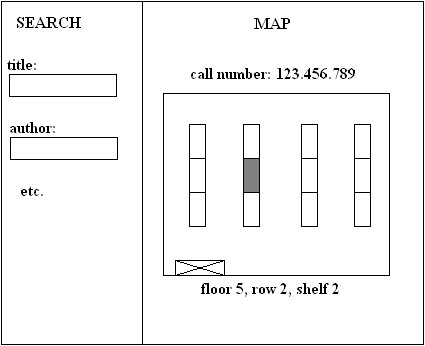 SEARCH
title:
author:
etc.
MAP
call number: 123.456.789
floor 5, row 2, shelf 2